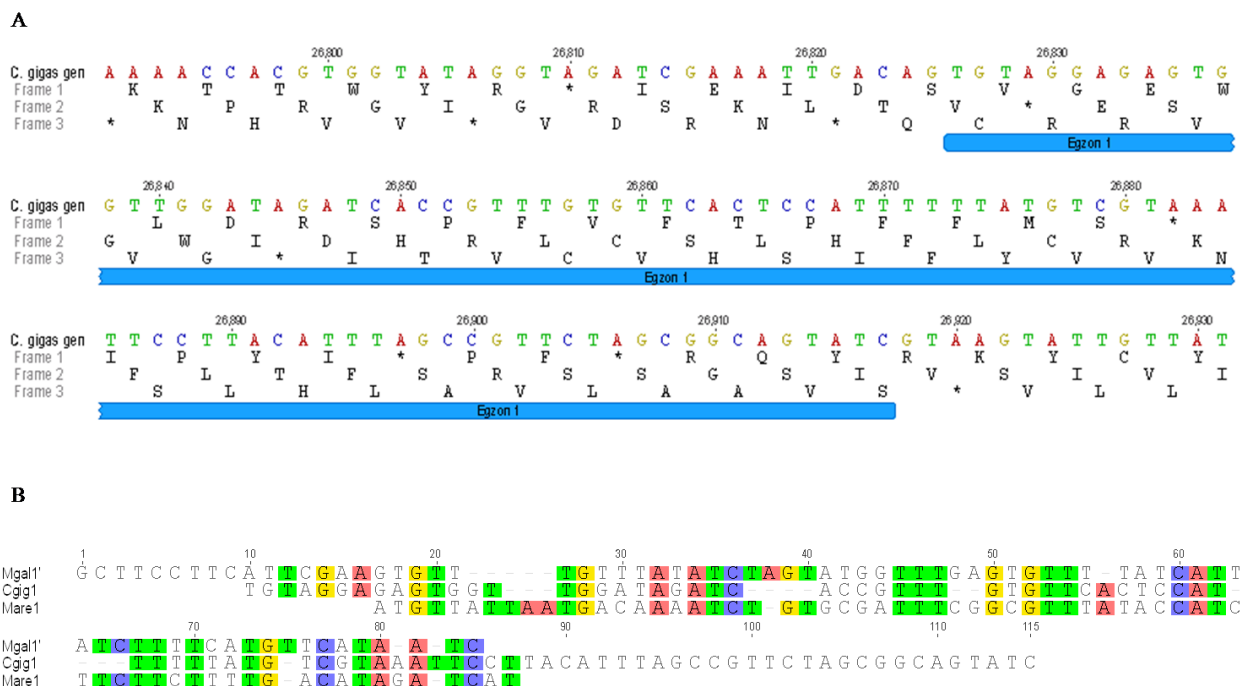 A
26,800 26,810 26,820 26,830
C. gigas gen A A A A C C A C G T G G T A T A G G T A G A T C G A A A T T G A C A G T G T A G G A G A G T G
Frame 1 K T T W Y R * I E I D S V G E W
Frame 2 K P R G I G R S K L T V * E S
Frame 3 * N H V V * V D R N * Q C R R V
Egzon 1
26,840 26,850 26,860 26,870 26,880
C. gigas gen G T T G G A T A G A T C A C C G T T T G T G T T C A C T C C A T T T T T T A T G T C G T A A A
Frame 1 L D R S P F V F T P F F M S *
Frame 2 G W I D H R L C S L H F L C R K
Frame 3 V G * I T V C V H S I F Y V V N
Egzon 1
26,890 26,900 26,910 26,920 26,930
C. gigas gen T T C C T T A C A T T T A G C C G T T C T A G C G G C A G T A T C G T A A G T A T T G T T A T
Frame 1 I P Y I * P F * R Q Y R K Y C Y
Frame 2 F L T F S R S S G S I V S I V I
Frame 3 S L H L A V L A A V S * V L L
Egzon 1
B
1 10 20 30 40 50 60
Mgal1' G C T T C C T T C A T T C G A A G T G T T - - - - - T G T T T A T A T C T A G T A T G G T T T G A G T G T T T - T A T C A T T
Cgig1 T G T A G G A G A G T G G T - - - T G G A T A G A T C - - - - A C C G T T T - - G T G T T C A C T C C A T -
Mare1 A T G T T A T T A A T G A C A A A A T C T - G T G C G A T T T C G G C G T T T A T A C C A T C
70 80 90 100 110 115
Mgal1' A T C T T T T C A T G T T C A T A - A - T C
Cgig1 - - - T T T T T A T G - T C G T A A A T T C C T T A C A T T T A G C C G T T C T A G C G G C A G T A T C
Mare1 T T C T T C T T T T G - A C A T A G A - T C A T